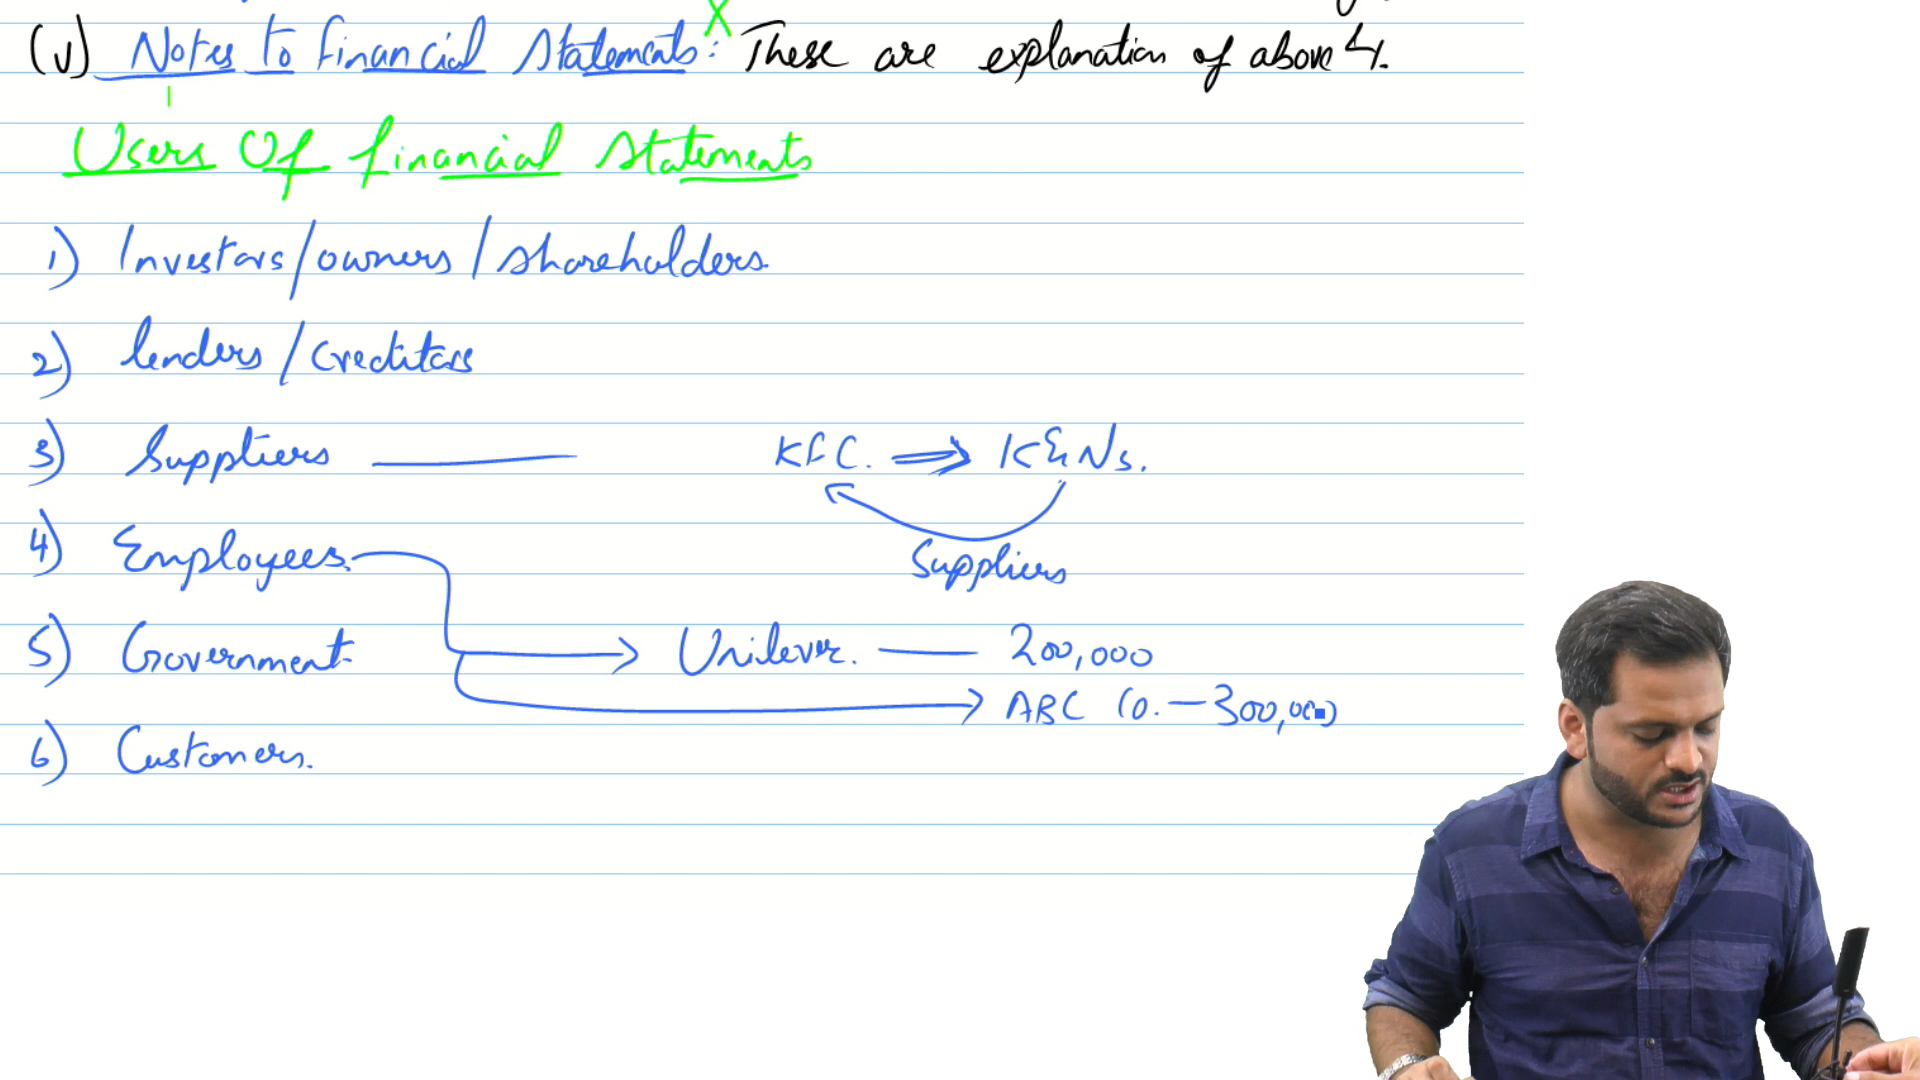 (v) Notes to financial statements: These are explanation of above 4.
Users Of financial statements
1) Investors/owners/shareholders.
2) lenders/creditors
3) Suppliers KFC. ⇒ K&Ns.
Suppliers
4) Employees.
5) Government Unilever. — 200,000
ABC Co. — 300,000
6) Customers.